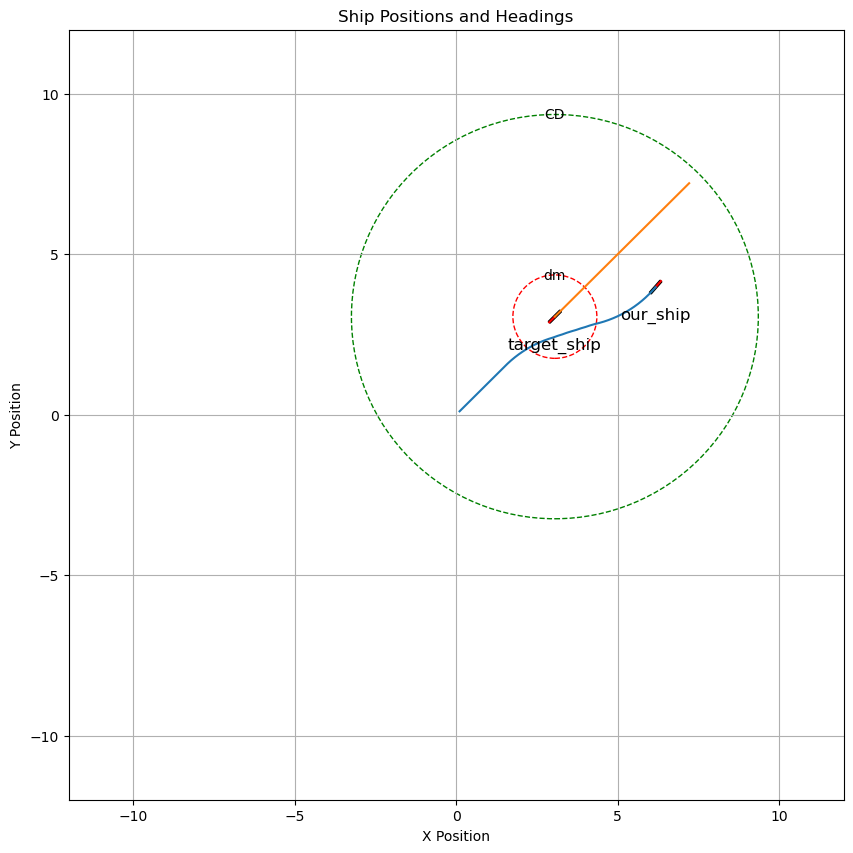 Ship Positions and Headings
10
5
0
−5
−10
Y Position
CD
dm
our_ship
target_ship
−10
−5
0
5
10
X Position